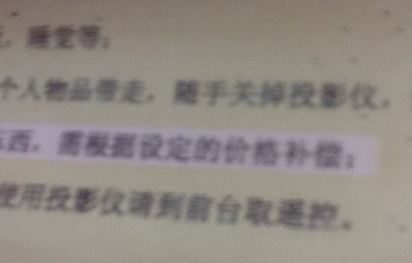 ，睡觉等；
个人物品带走，随手关掉投影仪，
东西，需根据设定的价格补偿；
使用投影仪请到前台取遥控。